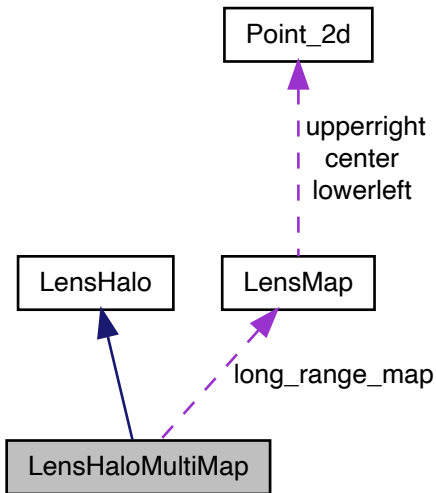 Point_2d
upperright
center
lowerleft
LensHalo
LensMap
long_range_map
LensHaloMultiMap